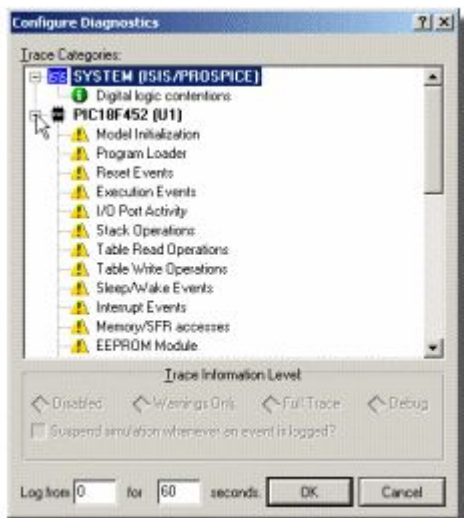 Configure Diagnostics
Trace Categories:
SYSTEM (ISIS/PROSPICE)
Digital logic contentions
PIC18F452 (U1)
Model Initialization
Program Loader
Reset Events
Execution Events
I/O Port Activity
Stack Operations
Table Read Operations
Table Write Operations
Sleep/Wake Events
Interrupt Events
Memory/SFR accesses
EEPROM Module
Trace Information Level:
Disabled Warnings Only Full Trace Debug
Suspend simulation whenever an event is logged?
Log from 0 for 60 seconds. OK Cancel